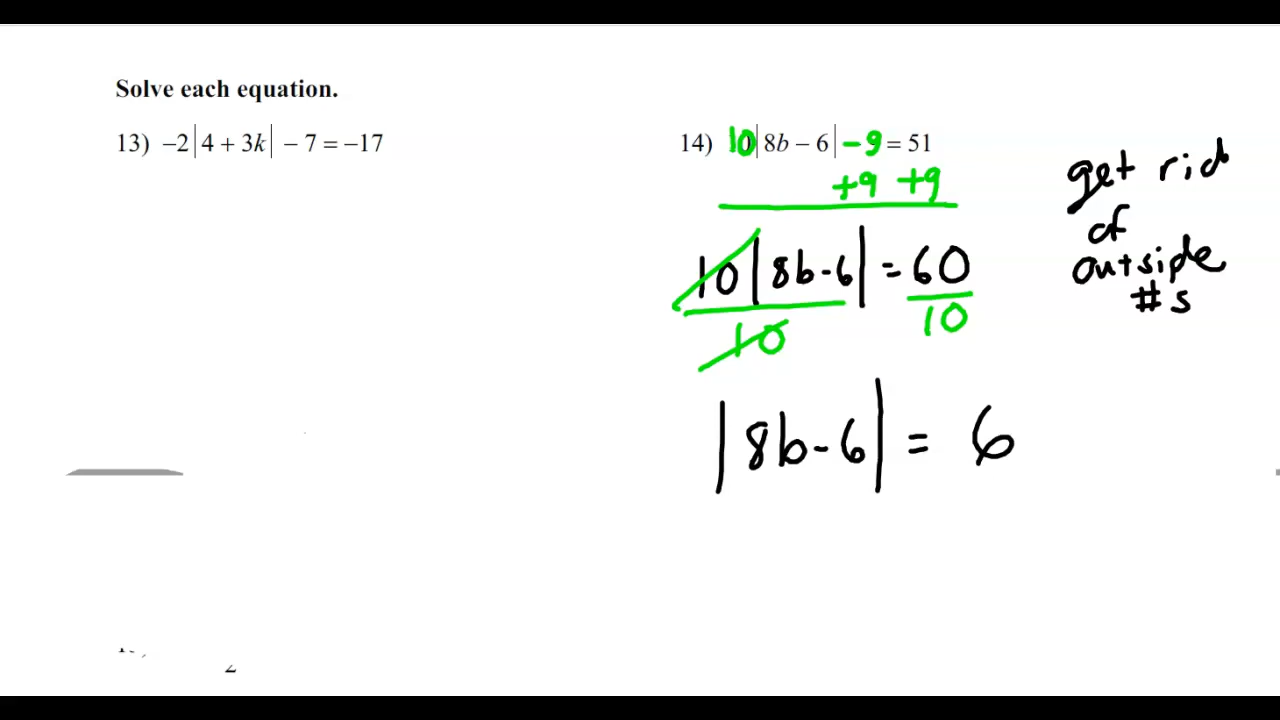 Solve each equation.
13) −2|4 + 3k| − 7 = −17
14) 10|8b − 6| −9 = 51
+9 +9
get rid
of
outside
#s
10|8b-6| = 60
10 10
|8b-6| = 6
2